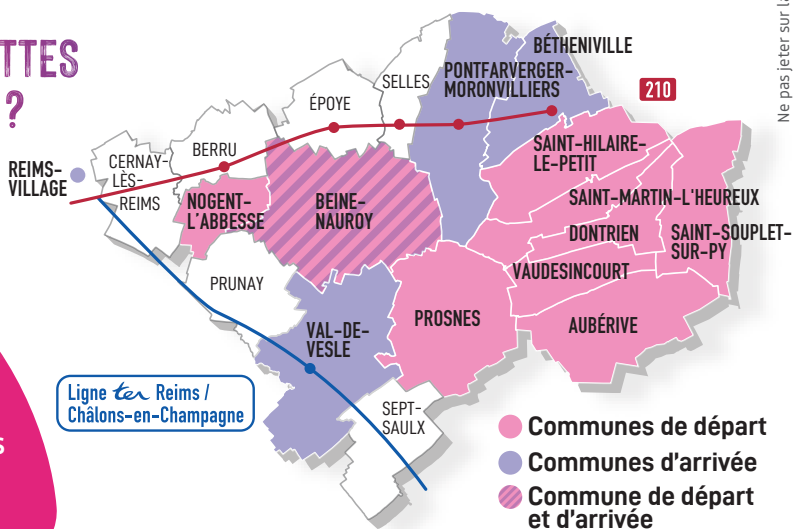 TTES
?
Ne pas jeter sur la
BÉTHENIVILLE
PONTFARVERGER-
MORONVILLIERS
SELLES
ÉPOYE
210
BERRU
CERNAY-
LÈS-
REIMS
REIMS-
VILLAGE
SAINT-HILAIRE-
LE-PETIT
NOGENT-
L'ABBESSE
BEINE-
NAUROY
SAINT-MARTIN-L'HEUREUX
DONTRIEN
SAINT-SOUPLET-
SUR-PY
VAUDESINCOURT
PRUNAY
PROSNES
AUBÉRIVE
VAL-DE-
VESLE
Ligne ter Reims /
Châlons-en-Champagne
SEPT-
SAULX
s
Communes de départ
Communes d'arrivée
Commune de départ
et d'arrivée